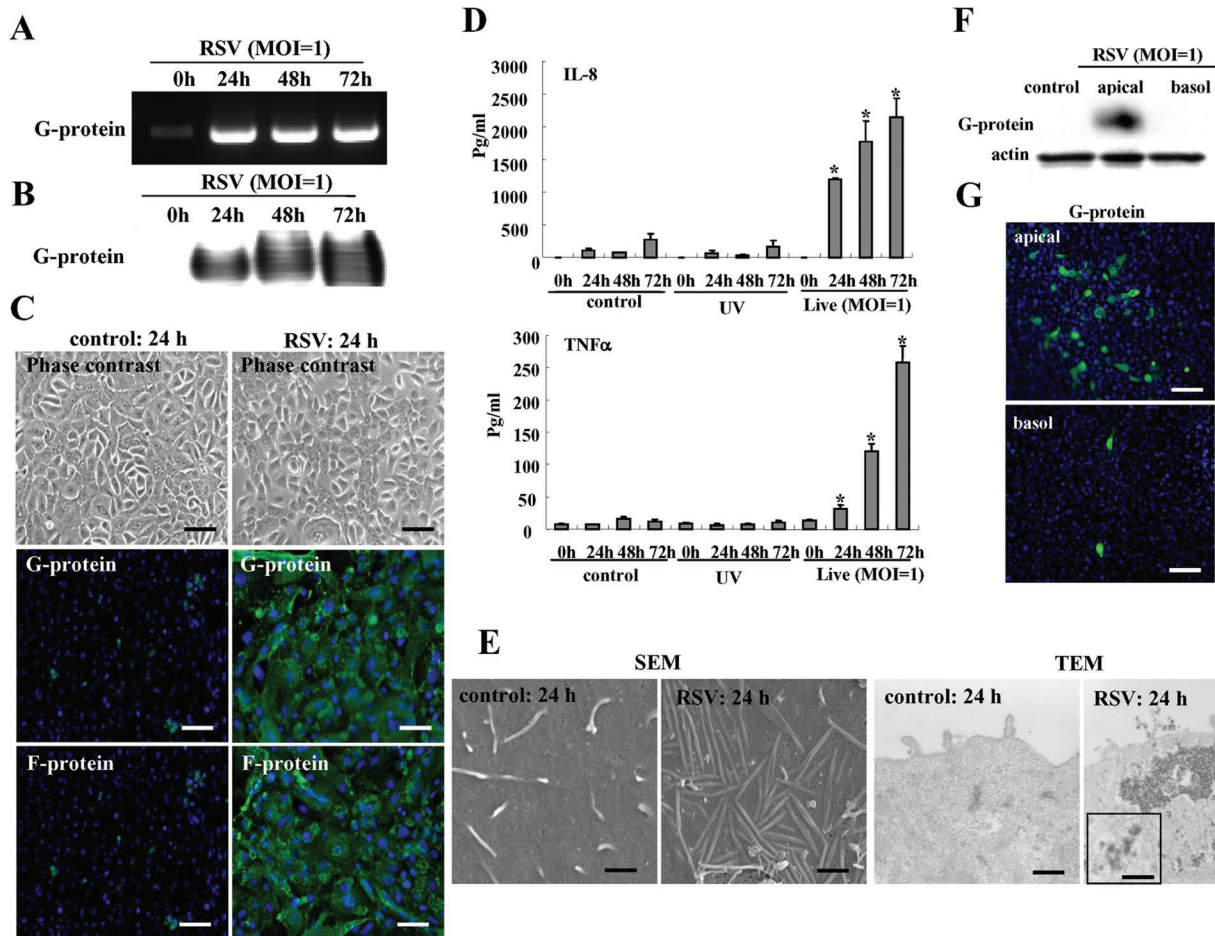 A
RSV (MOI=1)
0h 24h 48h 72h
G-protein
B
RSV (MOI=1)
0h 24h 48h 72h
G-protein
C
control: 24 h RSV: 24 h
Phase contrast Phase contrast
G-protein G-protein
F-protein F-protein
D
3000
2500
2000
1500
1000
500
0
Pg/ml
IL-8
* * *
0h 24h 48h 72h 0h 24h 48h 72h 0h 24h 48h 72h
control UV Live (MOI=1)
300
250
200
150
100
50
0
Pg/ml
TNFα
* * *
0h 24h 48h 72h 0h 24h 48h 72h 0h 24h 48h 72h
control UV Live (MOI=1)
E
SEM TEM
control: 24 h RSV: 24 h control: 24 h RSV: 24 h
F
RSV (MOI=1)
control apical basol
G-protein
actin
G
G-protein
apical
basol